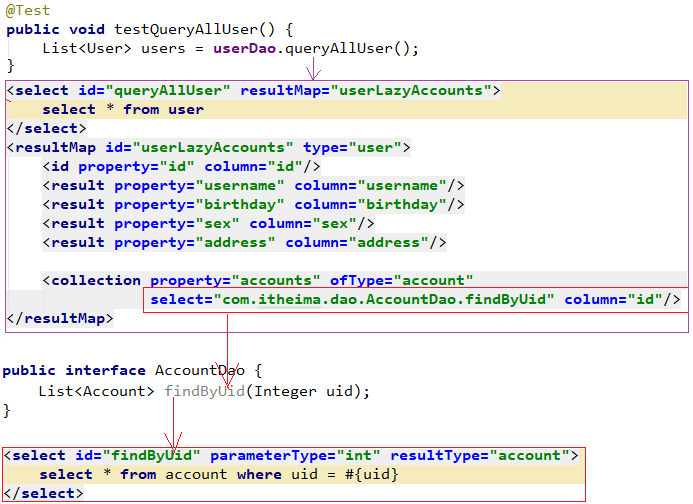 @Test
public void testQueryAllUser() {
    List<User> users = userDao.queryAllUser();
}
<select id="queryAllUser" resultMap="userLazyAccounts">
    select * from user
</select>
<resultMap id="userLazyAccounts" type="user">
    <id property="id" column="id"/>
    <result property="username" column="username"/>
    <result property="birthday" column="birthday"/>
    <result property="sex" column="sex"/>
    <result property="address" column="address"/>
    <collection property="accounts" ofType="account"
                select="com.itheima.dao.AccountDao.findByUid" column="id"/>
</resultMap>
public interface AccountDao {
    List<Account> findByUid(Integer uid);
}
<select id="findByUid" parameterType="int" resultType="account">
    select * from account where uid = #{uid}
</select>